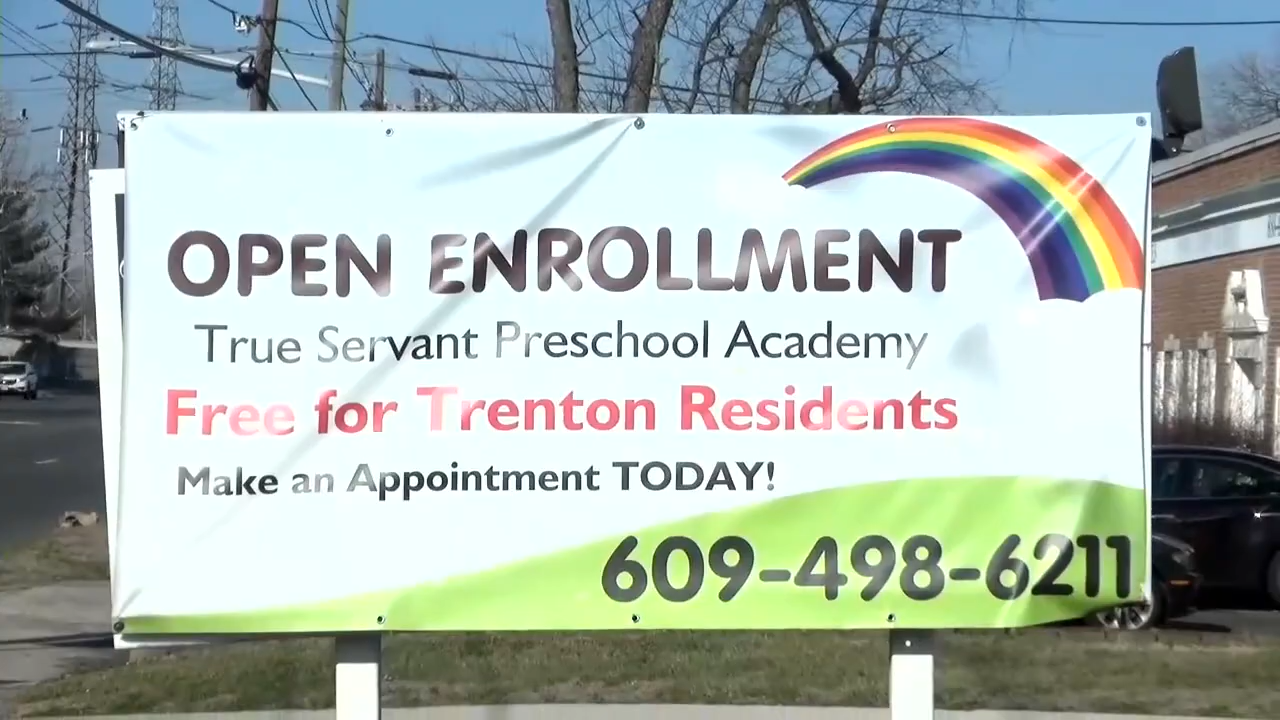 OPEN ENROLLMENT
True Servant Preschool Academy
Free for Trenton Residents
Make an Appointment TODAY!
609-498-6211